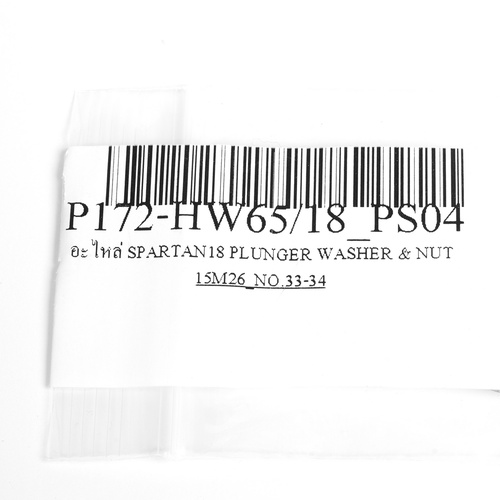 P172-HW65/18_PS04
อะไหล่ SPARTAN18 PLUNGER WASHER & NUT
15M26_NO.33-34